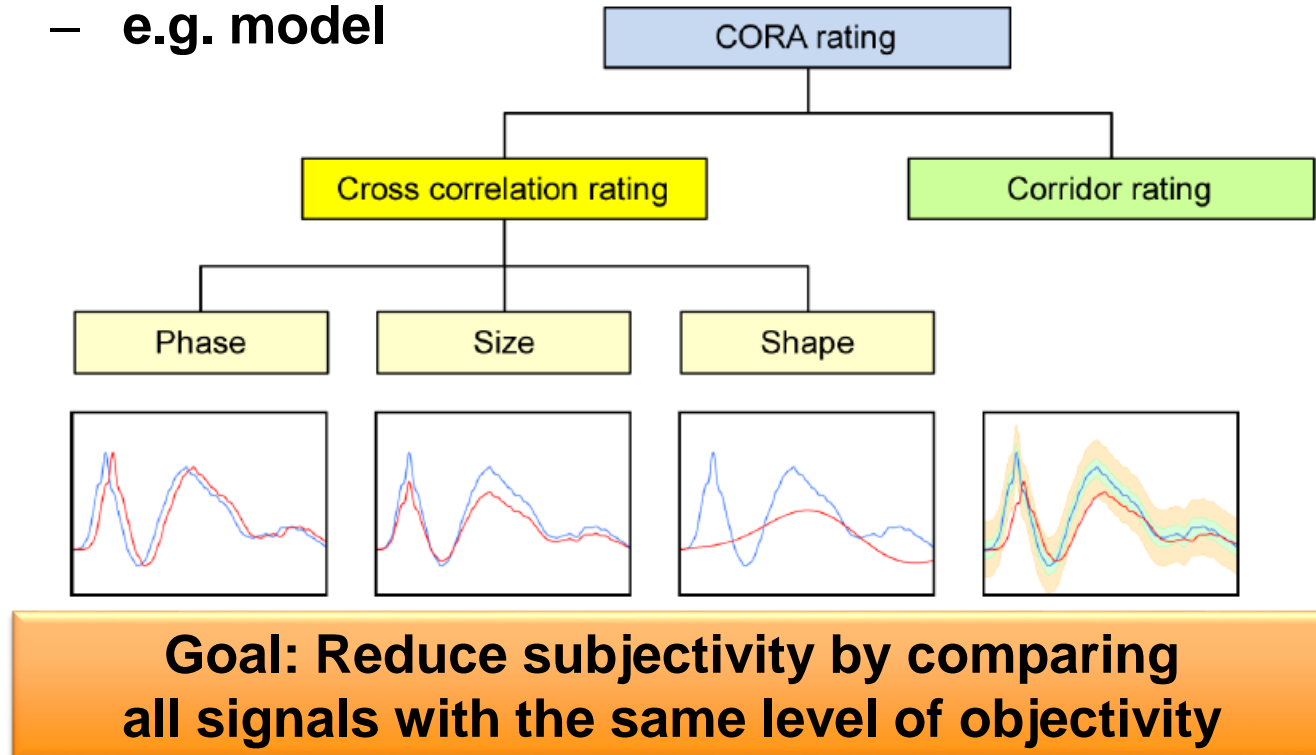 – e.g. model
CORA rating
Cross correlation rating
Corridor rating
Phase
Size
Shape
Goal: Reduce subjectivity by comparing
all signals with the same level of objectivity